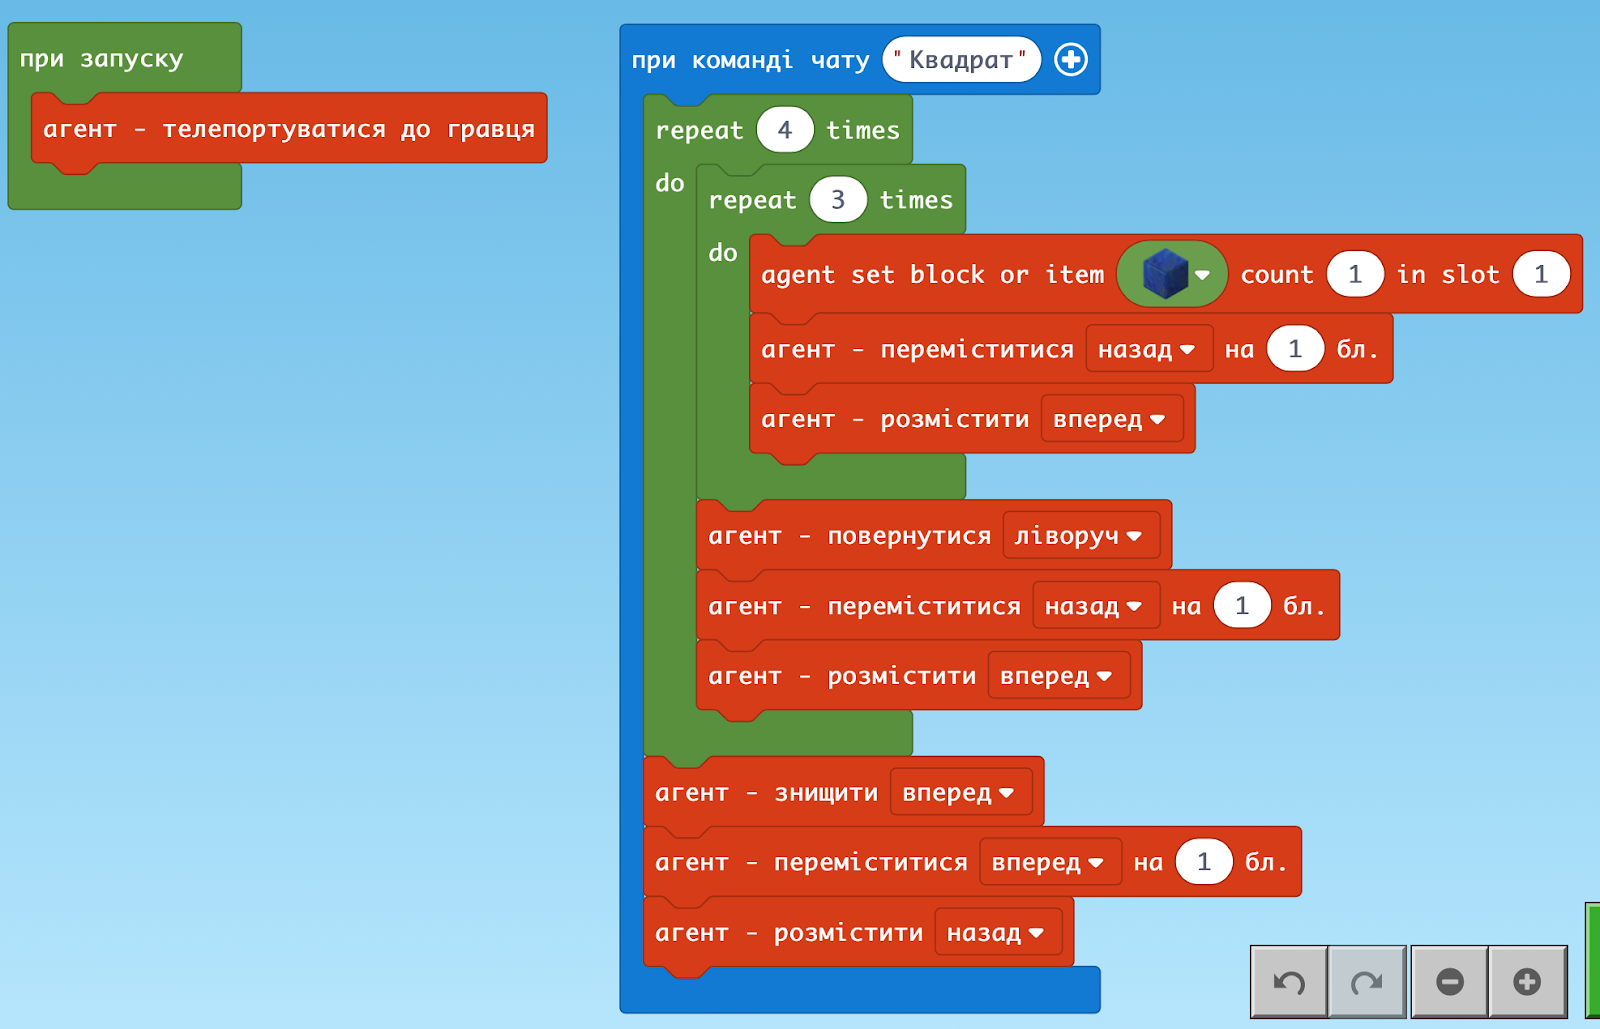 при запуску
агент - телепортуватися до гравця
при команді чату "Квадрат"
repeat 4 times
do
repeat 3 times
do
agent set block or item count 1 in slot 1
агент - переміститися назад на 1 бл.
агент - розмістити вперед
агент - повернутися ліворуч
агент - переміститися назад на 1 бл.
агент - розмістити вперед
агент - знищити вперед
агент - переміститися вперед на 1 бл.
агент - розмістити назад